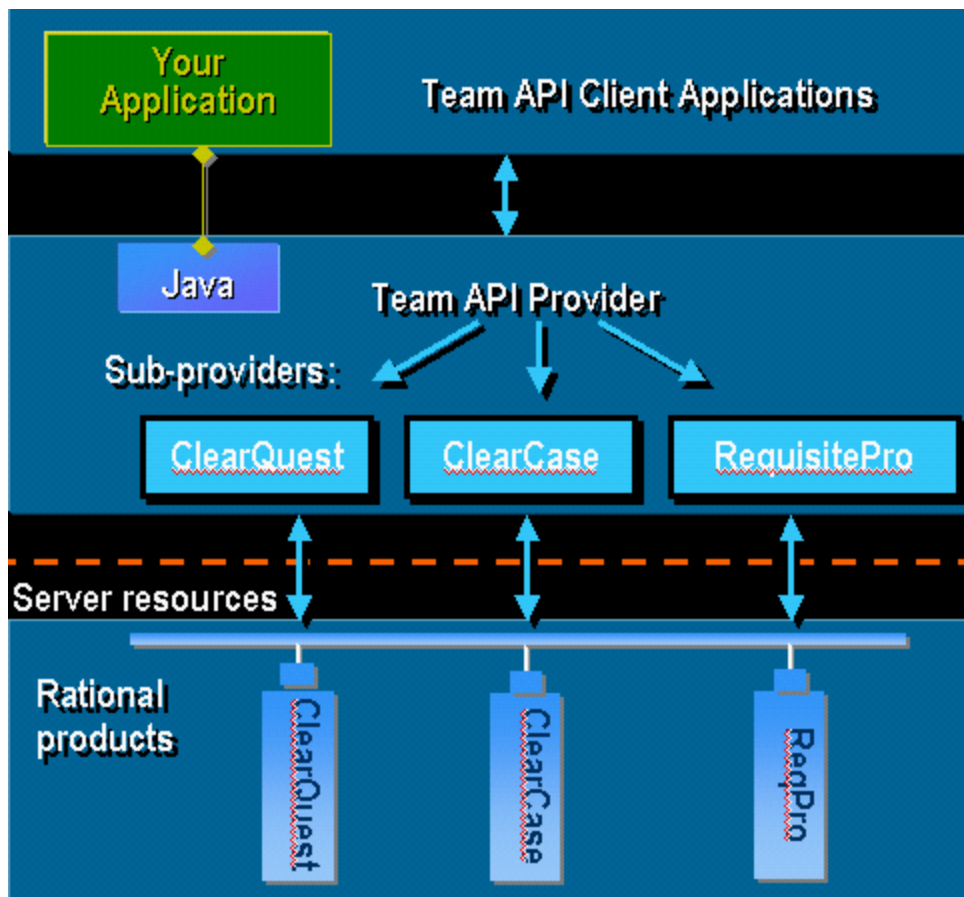 Your
Application
Team API Client Applications
Java
Team API Provider
Sub-providers:
ClearQuest
ClearCase
RequisitePro
Server resources
Rational
products
ClearQuest
ClearCase
ReqPro